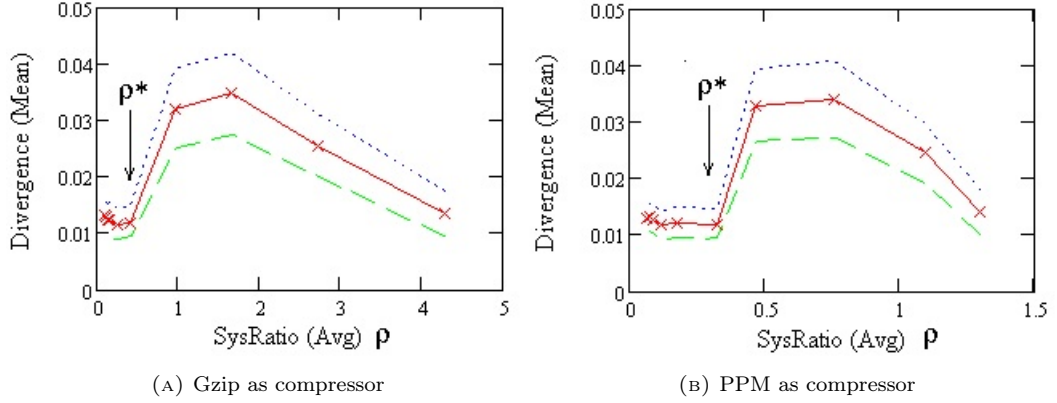 0.05
0.04
0.03
0.02
0.01
0
Divergence (Mean)
ρ*
0 1 2 3 4 5
SysRatio (Avg) ρ
(A) Gzip as compressor
0.05
0.04
0.03
0.02
0.01
0
Divergence (Mean)
ρ*
0 0.5 1 1.5
SysRatio (Avg) ρ
(B) PPM as compressor